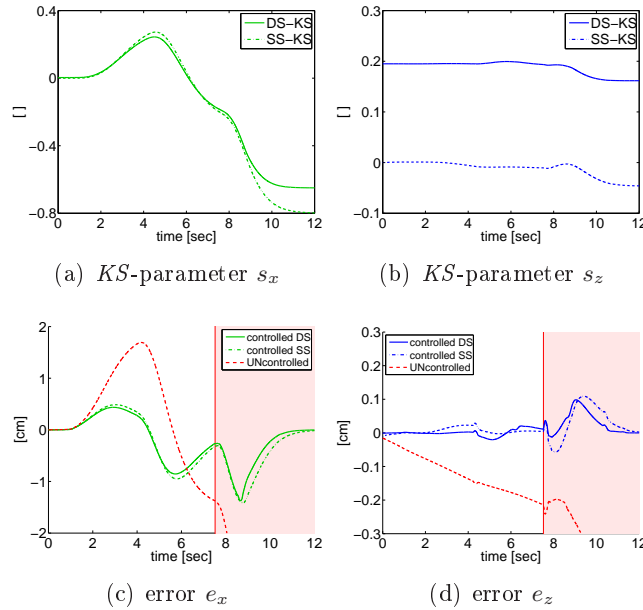 DS−KS
SS−KS
0.4
0
−0.4
−0.8
[ ]
0 2 4 6 8 10 12
time [sec]
(a) KS-parameter s_x
DS−KS
SS−KS
0.3
0.2
0.1
0
−0.1
[ ]
0 2 4 6 8 10 12
time [sec]
(b) KS-parameter s_z
controlled DS
controlled SS
UNcontrolled
2
1
0
−1
−2
[cm]
0 2 4 6 8 10 12
time [sec]
(c) error e_x
controlled DS
controlled SS
UNcontrolled
0.3
0.2
0.1
0
−0.1
−0.2
−0.3
[cm]
0 2 4 6 8 10 12
time [sec]
(d) error e_z